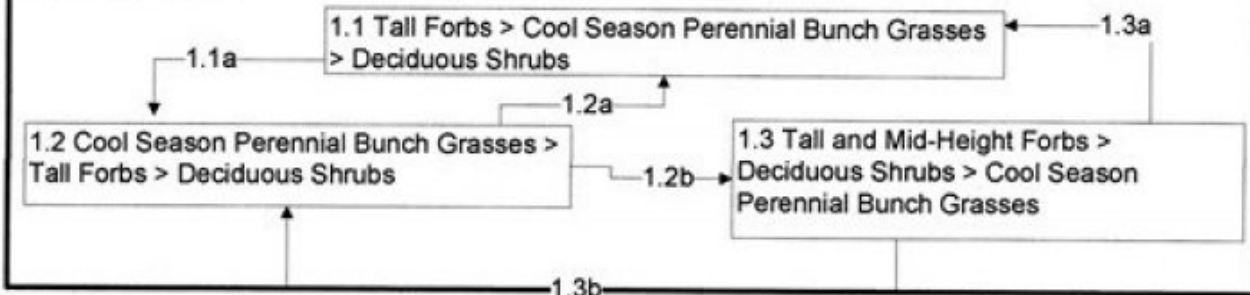 1.1 Tall Forbs > Cool Season Perennial Bunch Grasses
> Deciduous Shrubs
1.3a
1.1a
1.2a
1.2 Cool Season Perennial Bunch Grasses >
Tall Forbs > Deciduous Shrubs
1.2b
1.3 Tall and Mid-Height Forbs >
Deciduous Shrubs > Cool Season
Perennial Bunch Grasses
1.3b